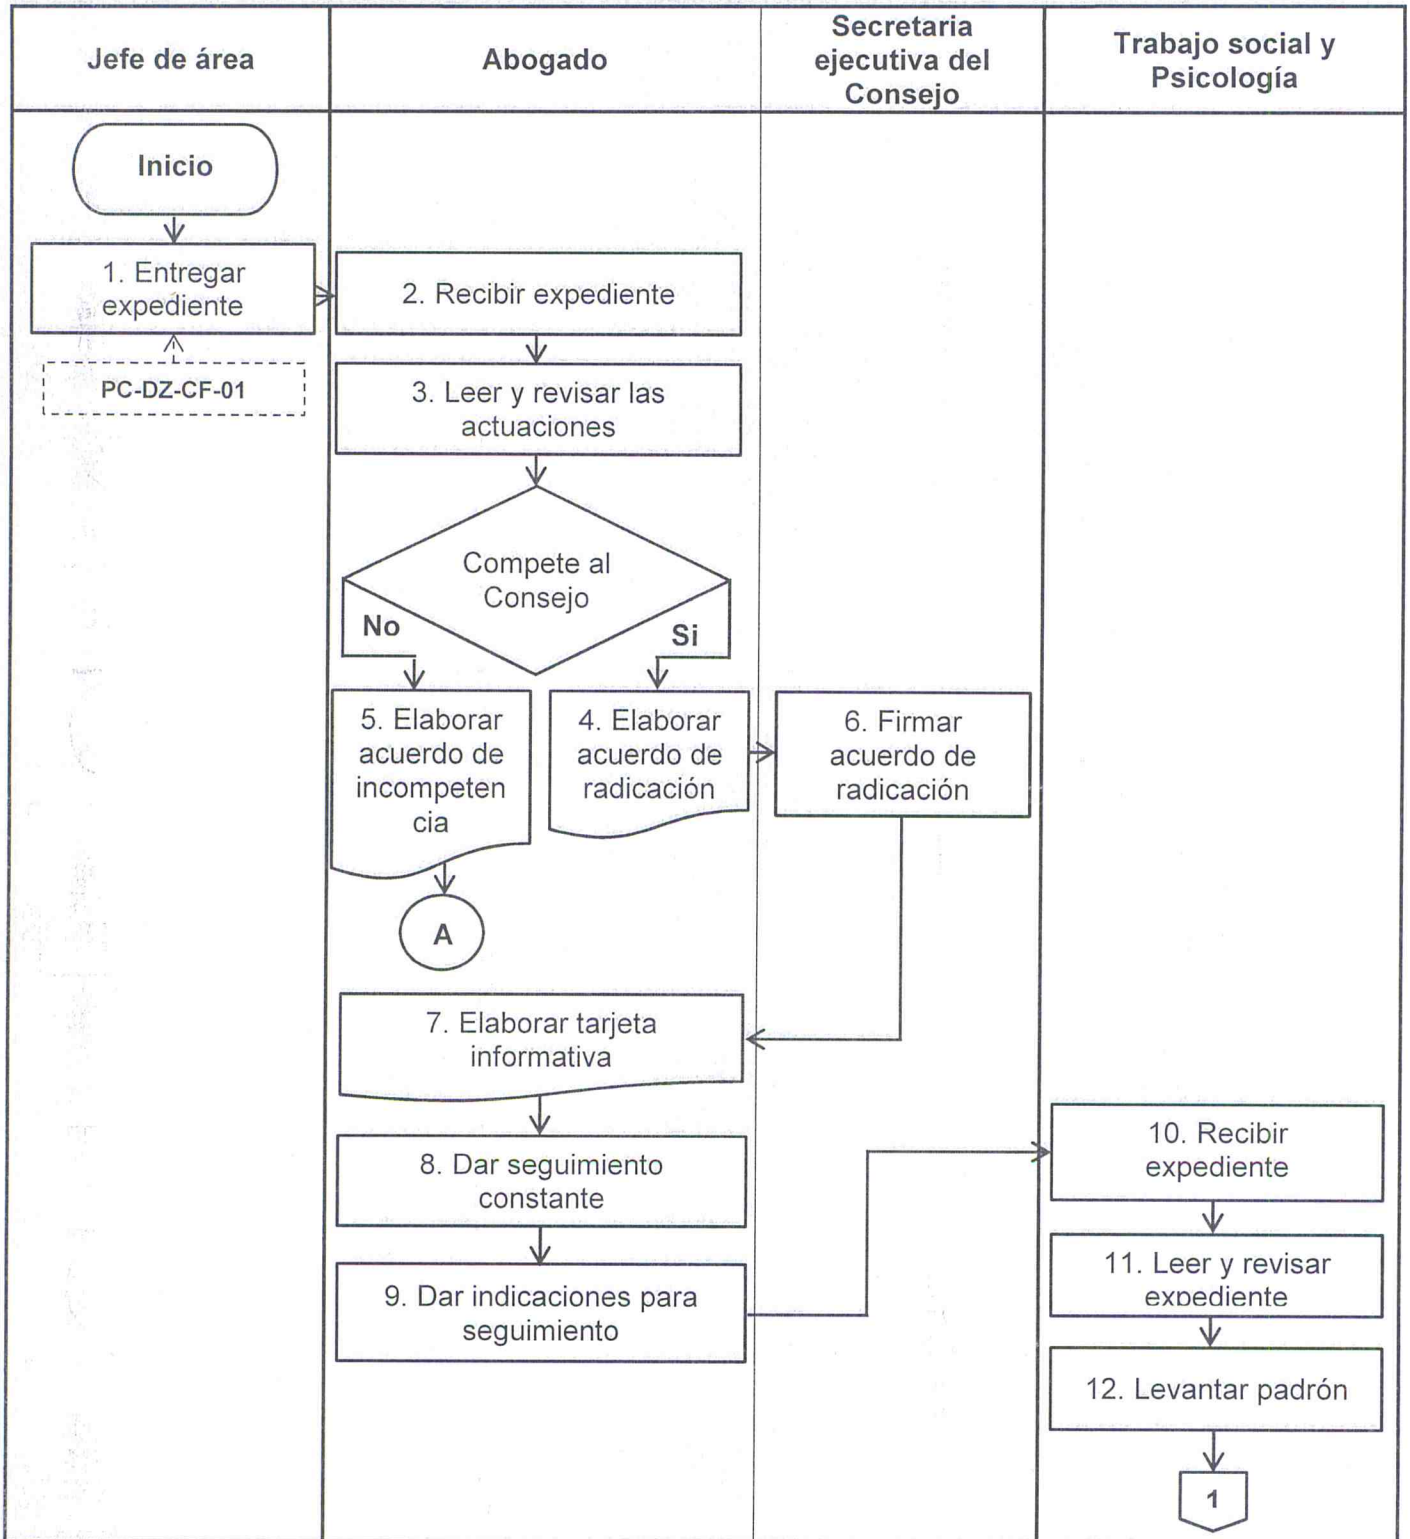 Jefe de área
Abogado
Secretaria
ejecutiva del
Consejo
Trabajo social y
Psicología
Inicio
1. Entregar
expediente
PC-DZ-CF-01
2. Recibir expediente
3. Leer y revisar las
actuaciones
Compete al
Consejo
No
Si
5. Elaborar
acuerdo de
incompeten
cia
4. Elaborar
acuerdo de
radicación
6. Firmar
acuerdo de
radicación
A
7. Elaborar tarjeta
informativa
8. Dar seguimiento
constante
9. Dar indicaciones para
seguimiento
10. Recibir
expediente
11. Leer y revisar
expediente
12. Levantar padrón
1